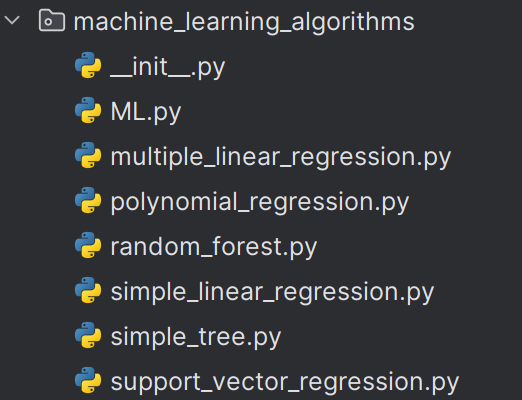 machine_learning_algorithms
__init__.py
ML.py
multiple_linear_regression.py
polynomial_regression.py
random_forest.py
simple_linear_regression.py
simple_tree.py
support_vector_regression.py